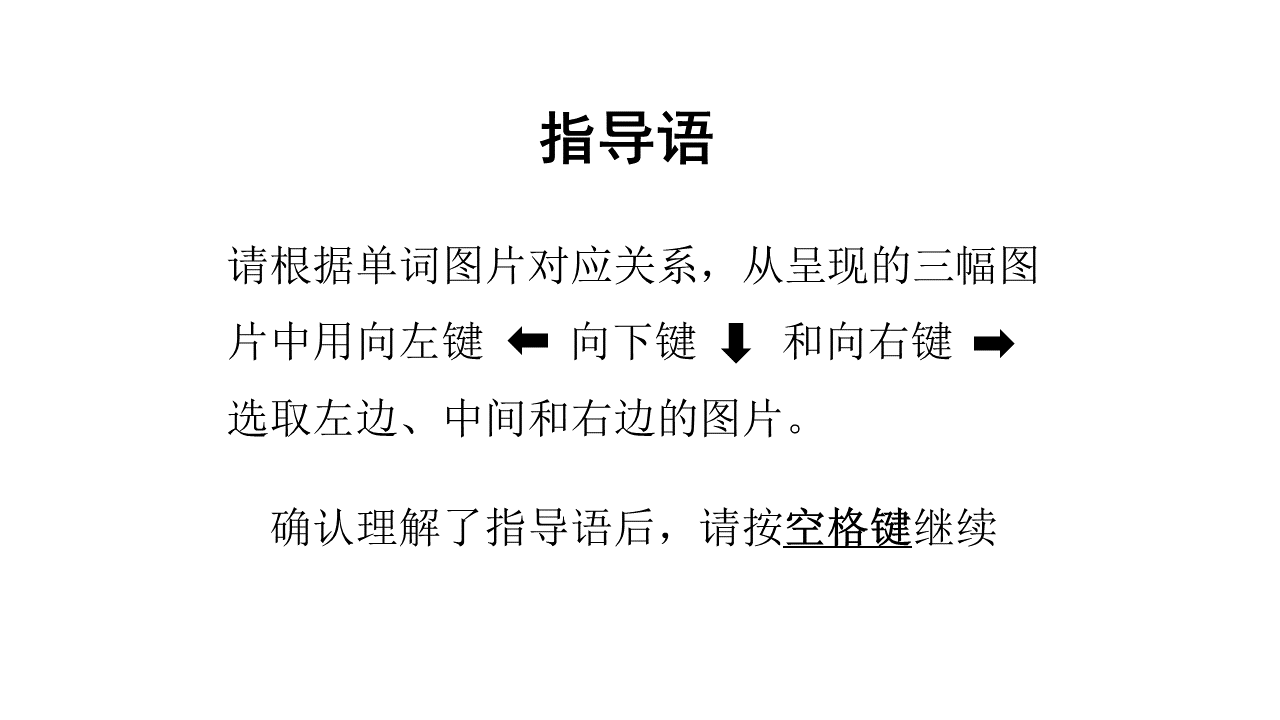 指导语
请根据单词图片对应关系，从呈现的三幅图
片中用向左键 ⬅ 向下键 ⬇ 和向右键 ➡
选取左边、中间和右边的图片。
确认理解了指导语后，请按空格键继续